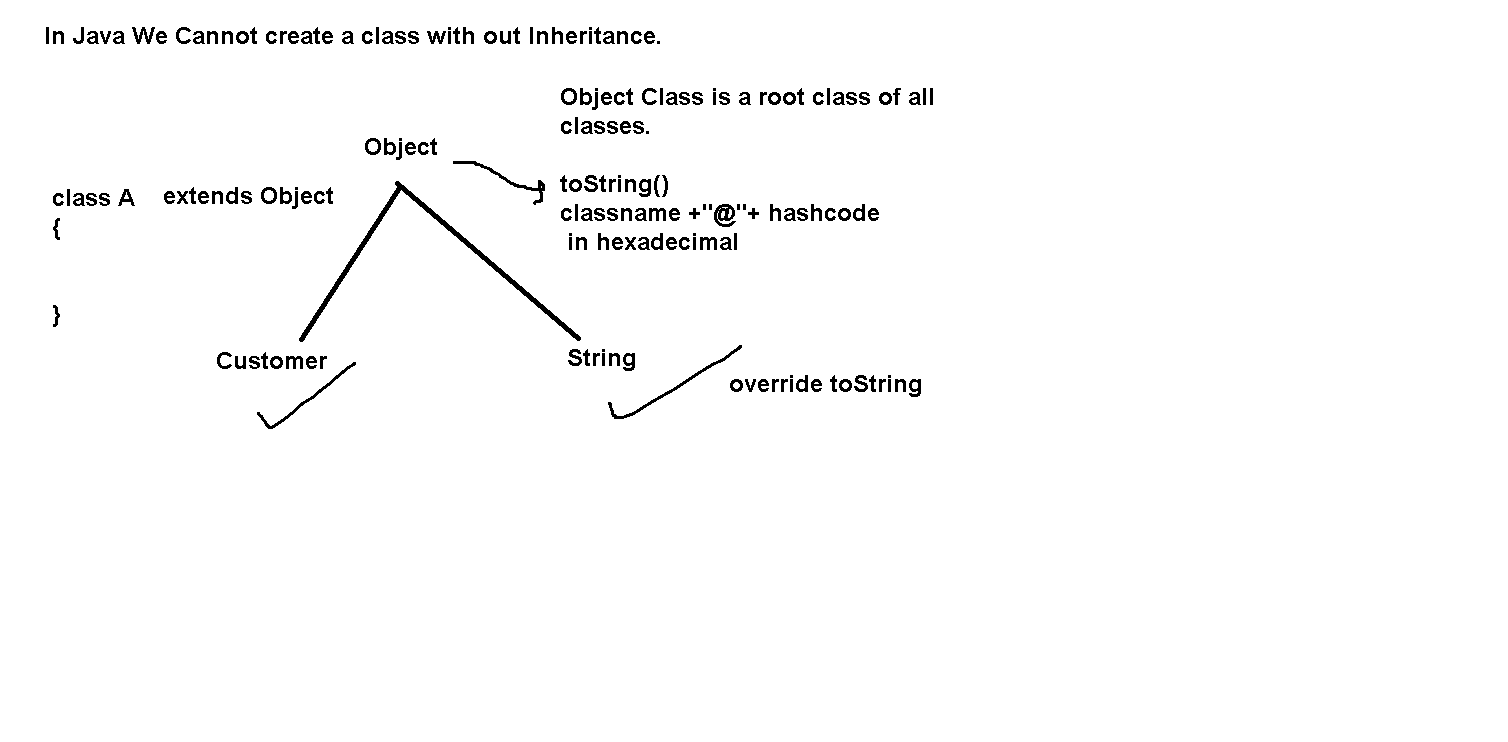 In Java We Cannot create a class with out Inheritance.
Object Class is a root class of all
classes.
Object
class A extends Object
{
}
toString()
classname +"@"+ hashcode
in hexadecimal
Customer
String
override toString